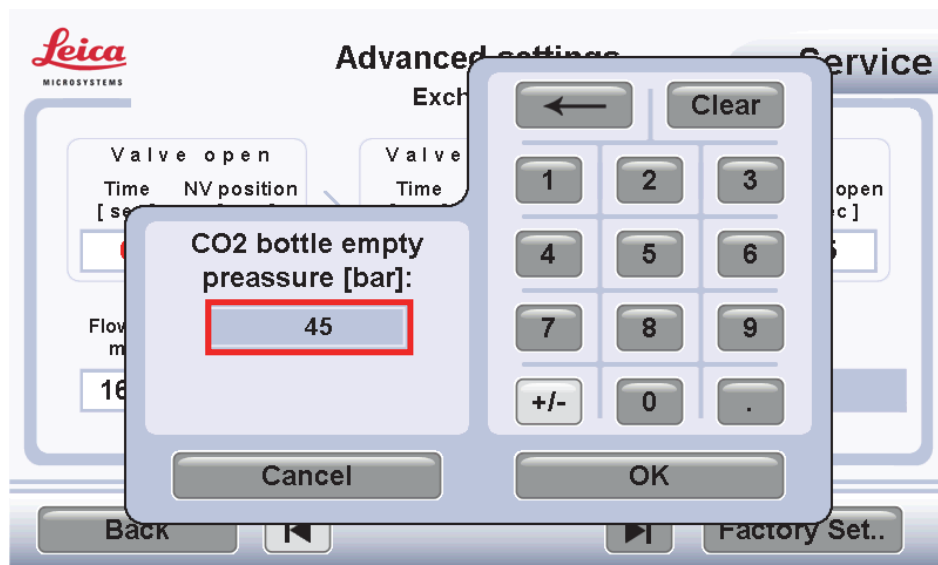 Leica
MICROSYSTEMS
Advanced settings
Service
Exch
Valve open
Valve
Time NV position
Time
open
[ se
ec ]
CO2 bottle empty
preassure [bar]:
45
Flow
m
16
← Clear
1 2 3
4 5 6
7 8 9
+/- 0 .
Cancel
OK
Back
Factory Set..